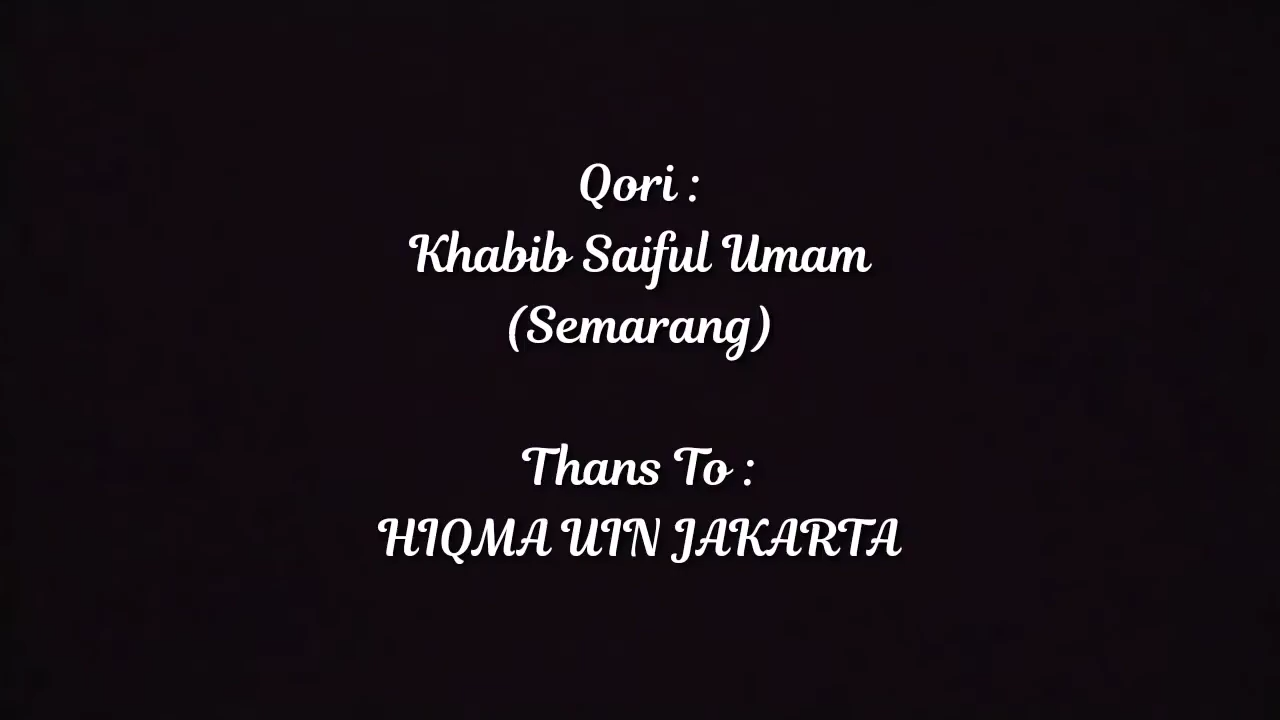 Qori :
Khabib Saiful Umam
(Semarang)
Thans To :
HIQMA UIN JAKARTA